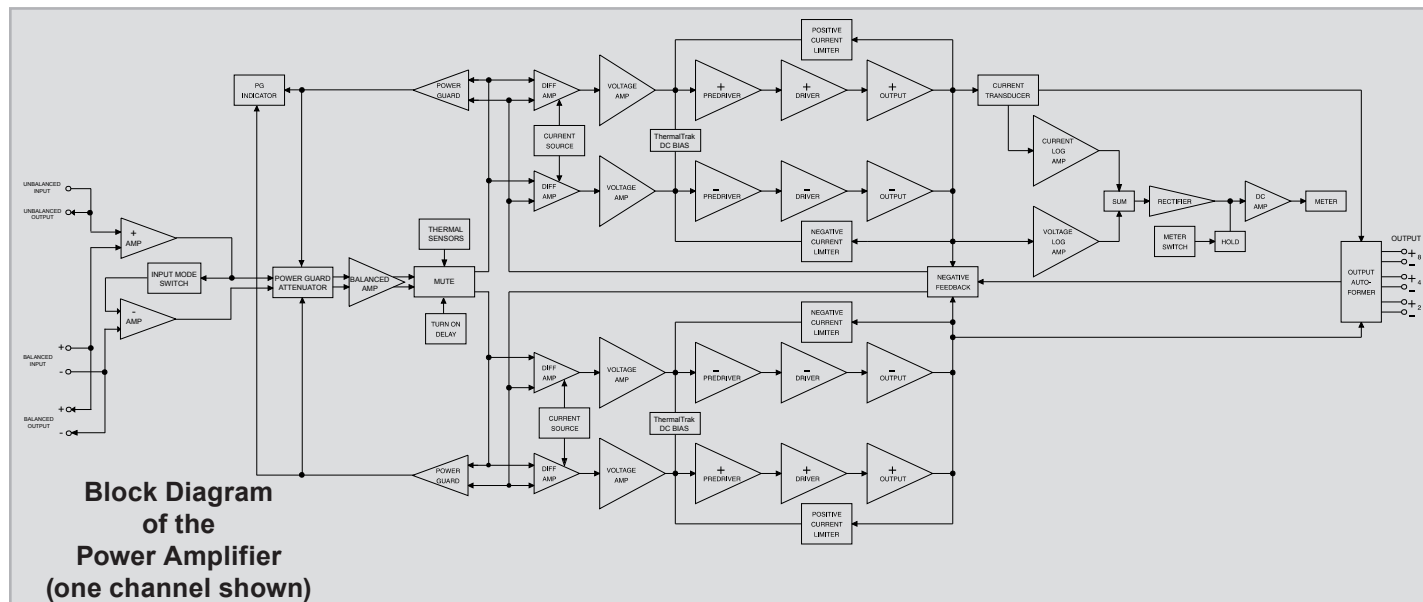 POSITIVE
CURRENT
LIMITER
PG
INDICATOR
POWER
GUARD
DIFF
AMP
VOLTAGE
AMP
+
PREDRIVER
+
DRIVER
+
OUTPUT
CURRENT
TRANSDUCER
CURRENT
SOURCE
ThermalTrak
DC BIAS
CURRENT
LOG
AMP
DIFF
AMP
VOLTAGE
AMP
-
PREDRIVER
-
DRIVER
-
OUTPUT
SUM
RECTIFIER
DC
AMP
METER
METER
SWITCH
HOLD
VOLTAGE
LOG
AMP
NEGATIVE
CURRENT
LIMITER
UNBALANCED
INPUT
UNBALANCED
OUTPUT
+
AMP
INPUT MODE
SWITCH
-
AMP
THERMAL
SENSORS
POWER GUARD
ATTENUATOR
BALANCED
AMP
MUTE
TURN ON
DELAY
NEGATIVE
FEEDBACK
OUTPUT
AUTO-
FORMER
OUTPUT
+ 8
-
+ 4
-
+ 2
-
BALANCED
INPUT
+
-
BALANCED
OUTPUT
+
-
NEGATIVE
CURRENT
LIMITER
DIFF
AMP
VOLTAGE
AMP
-
PREDRIVER
-
DRIVER
-
OUTPUT
CURRENT
SOURCE
ThermalTrak
DC BIAS
POWER
GUARD
DIFF
AMP
VOLTAGE
AMP
+
PREDRIVER
+
DRIVER
+
OUTPUT
POSITIVE
CURRENT
LIMITER
Block Diagram
of the
Power Amplifier
(one channel shown)